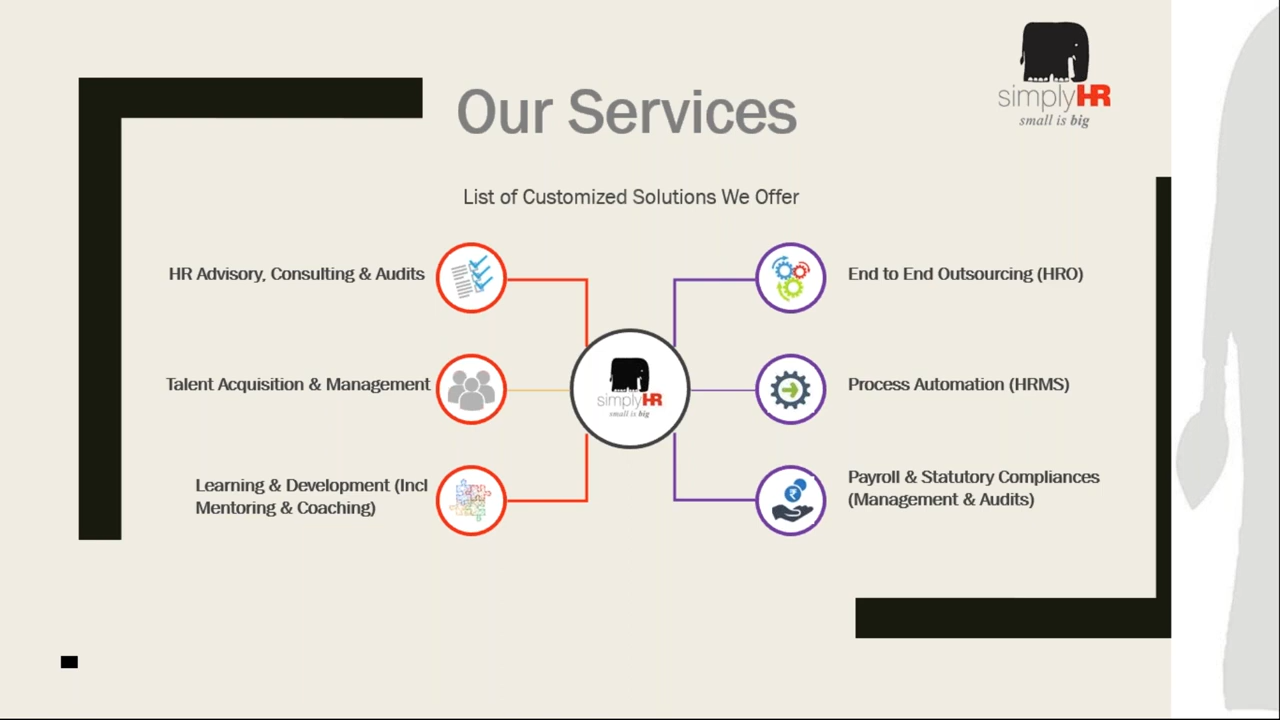 simplyHR
small is big
Our Services
List of Customized Solutions We Offer
HR Advisory, Consulting & Audits
End to End Outsourcing (HRO)
Talent Acquisition & Management
simplyHR
small is big
Process Automation (HRMS)
Learning & Development (Incl
Mentoring & Coaching)
Payroll & Statutory Compliances
(Management & Audits)
₹